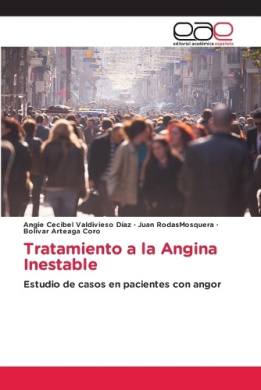 eae
editorial académica española
Angie Cecibel Valdivieso Díaz · Juan RodasMosquera ·
Bolívar Arteaga Coro
Tratamiento a la Angina
Inestable
Estudio de casos en pacientes con angor